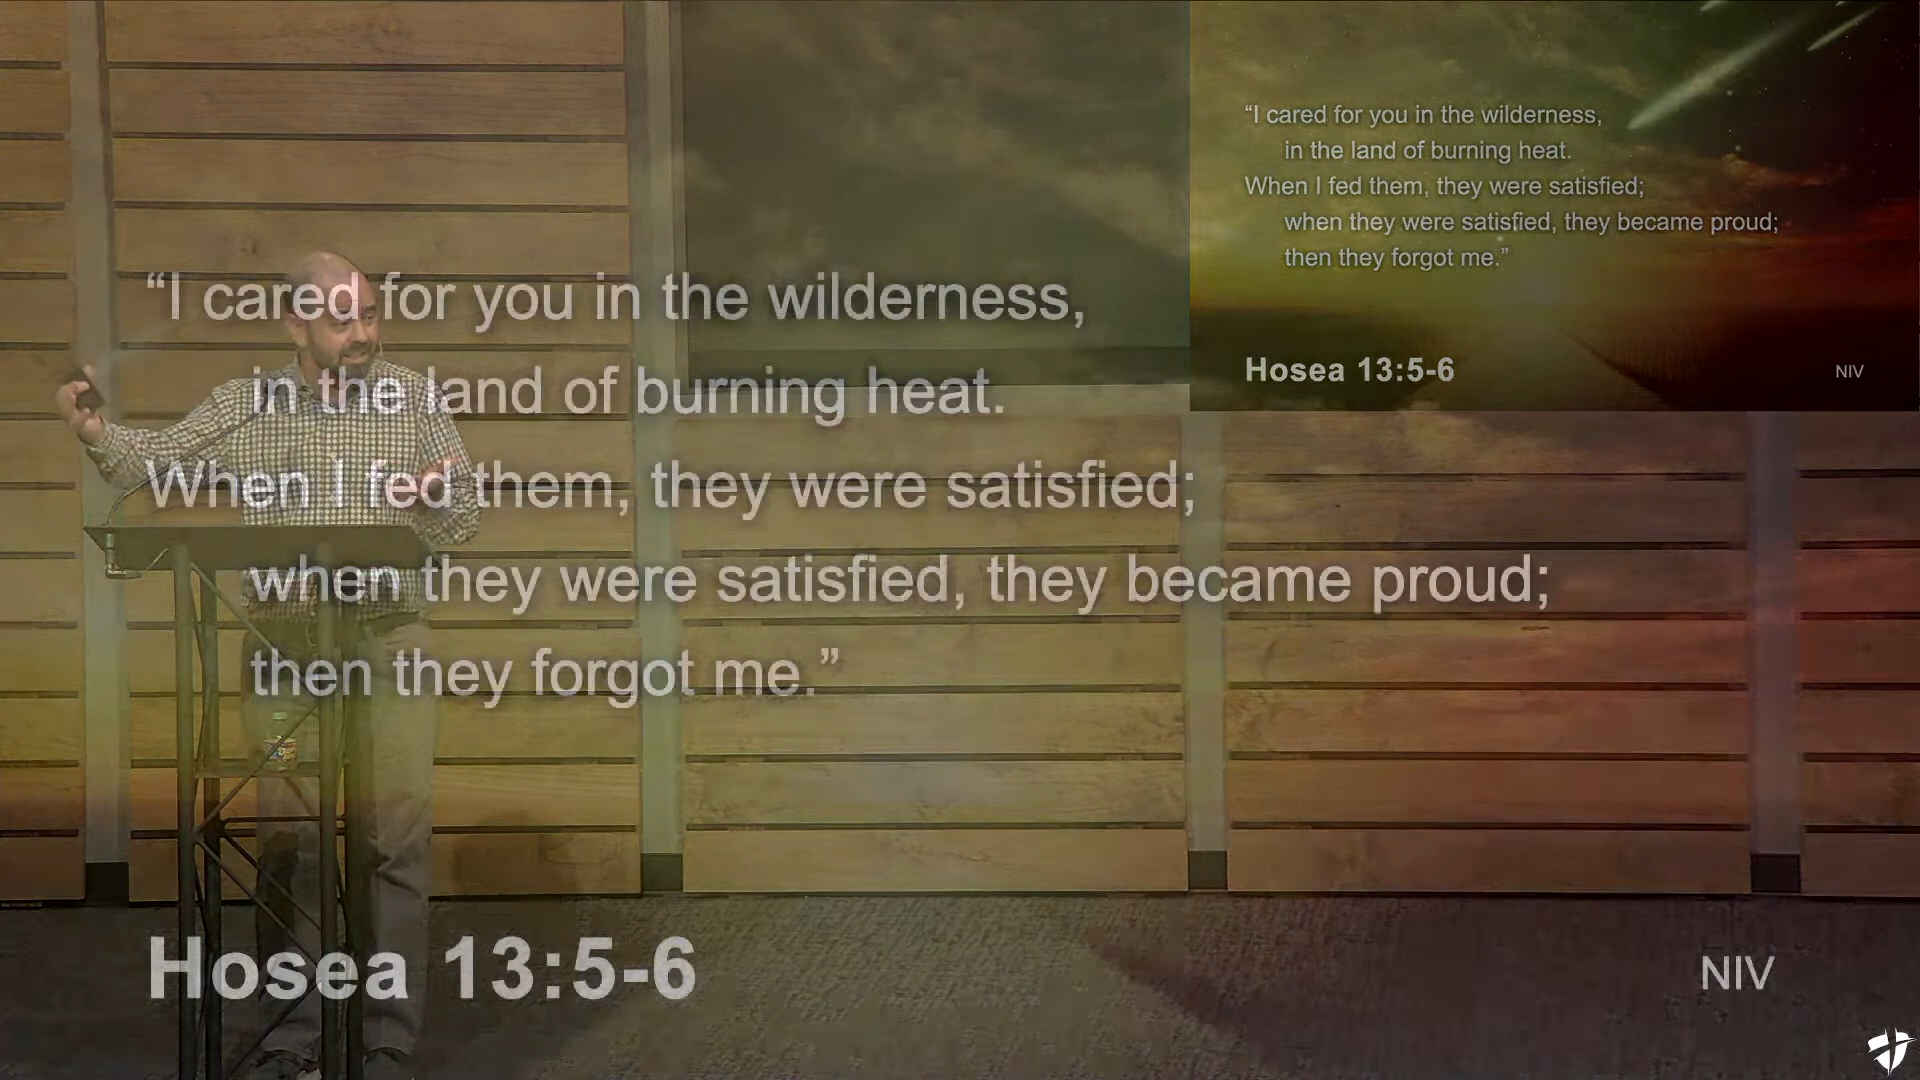 “I cared for you in the wilderness,
in the land of burning heat.
When I fed them, they were satisfied;
when they were satisfied, they became proud;
then they forgot me.”
Hosea 13:5-6
NIV
“I cared for you in the wilderness,
in the land of burning heat.
When I fed them, they were satisfied;
when they were satisfied, they became proud;
then they forgot me.”
Hosea 13:5-6
NIV